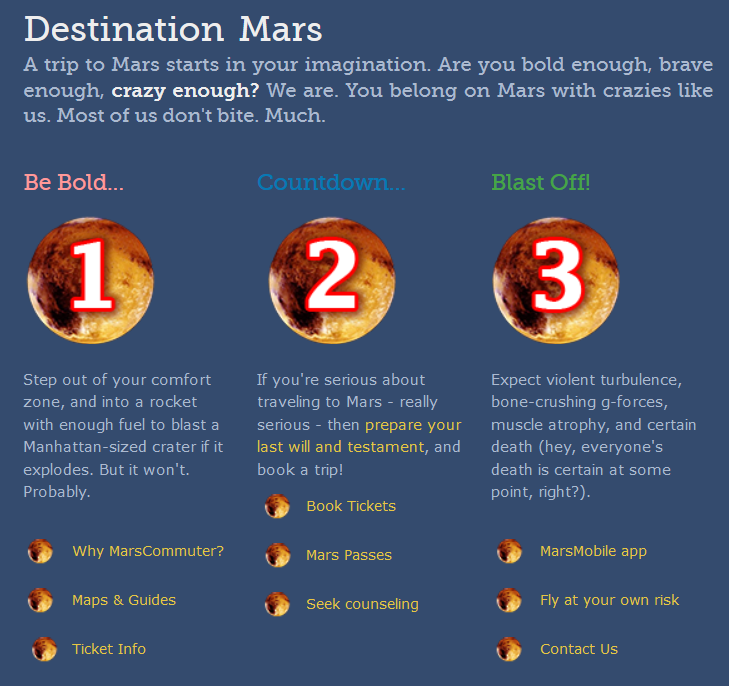 Destination Mars
A trip to Mars starts in your imagination. Are you bold enough, brave
enough, crazy enough? We are. You belong on Mars with crazies like
us. Most of us don't bite. Much.
Be Bold...
1
Step out of your comfort
zone, and into a rocket
with enough fuel to blast a
Manhattan-sized crater if it
explodes. But it won't.
Probably.
Why MarsCommuter?
Maps & Guides
Ticket Info
Countdown...
2
If you're serious about
traveling to Mars - really
serious - then prepare your
last will and testament, and
book a trip!
Book Tickets
Mars Passes
Seek counseling
Blast Off!
3
Expect violent turbulence,
bone-crushing g-forces,
muscle atrophy, and certain
death (hey, everyone's
death is certain at some
point, right?).
MarsMobile app
Fly at your own risk
Contact Us